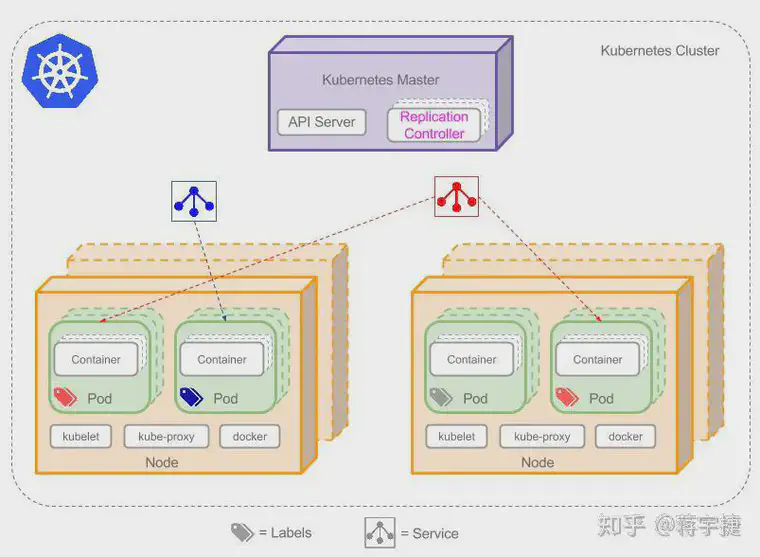 Kubernetes Cluster
Kubernetes Master
API Server
Replication
Controller
Container
Container
Pod
Pod
kubelet
kube-proxy
docker
Node
Container
Container
Pod
Pod
kubelet
kube-proxy
docker
Node
= Labels
= Service
知乎 @蒋宇捷